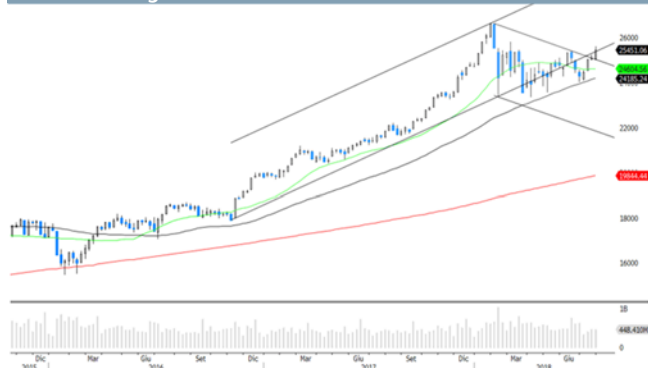 26000
25451.06
24604.56
24185.24
22000
19944.44
18000
16000
1B
448.410M
0
Dic Mar Giu Set Dic Mar Giu Set Dic Mar Giu
2015 2016 2017 2018